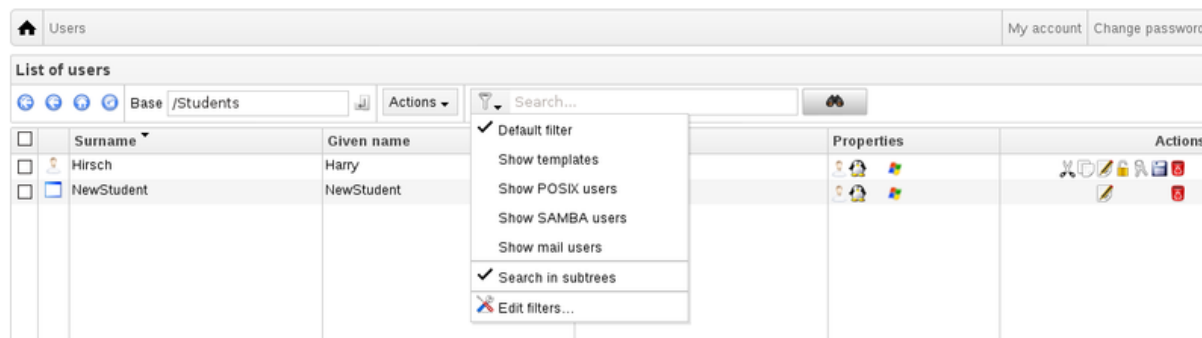 Users My account Change password
List of users
Base /Students Actions Search...
Surname Given name Properties Actions
Hirsch Harry
NewStudent NewStudent
Default filter
Show templates
Show POSIX users
Show SAMBA users
Show mail users
Search in subtrees
Edit filters...